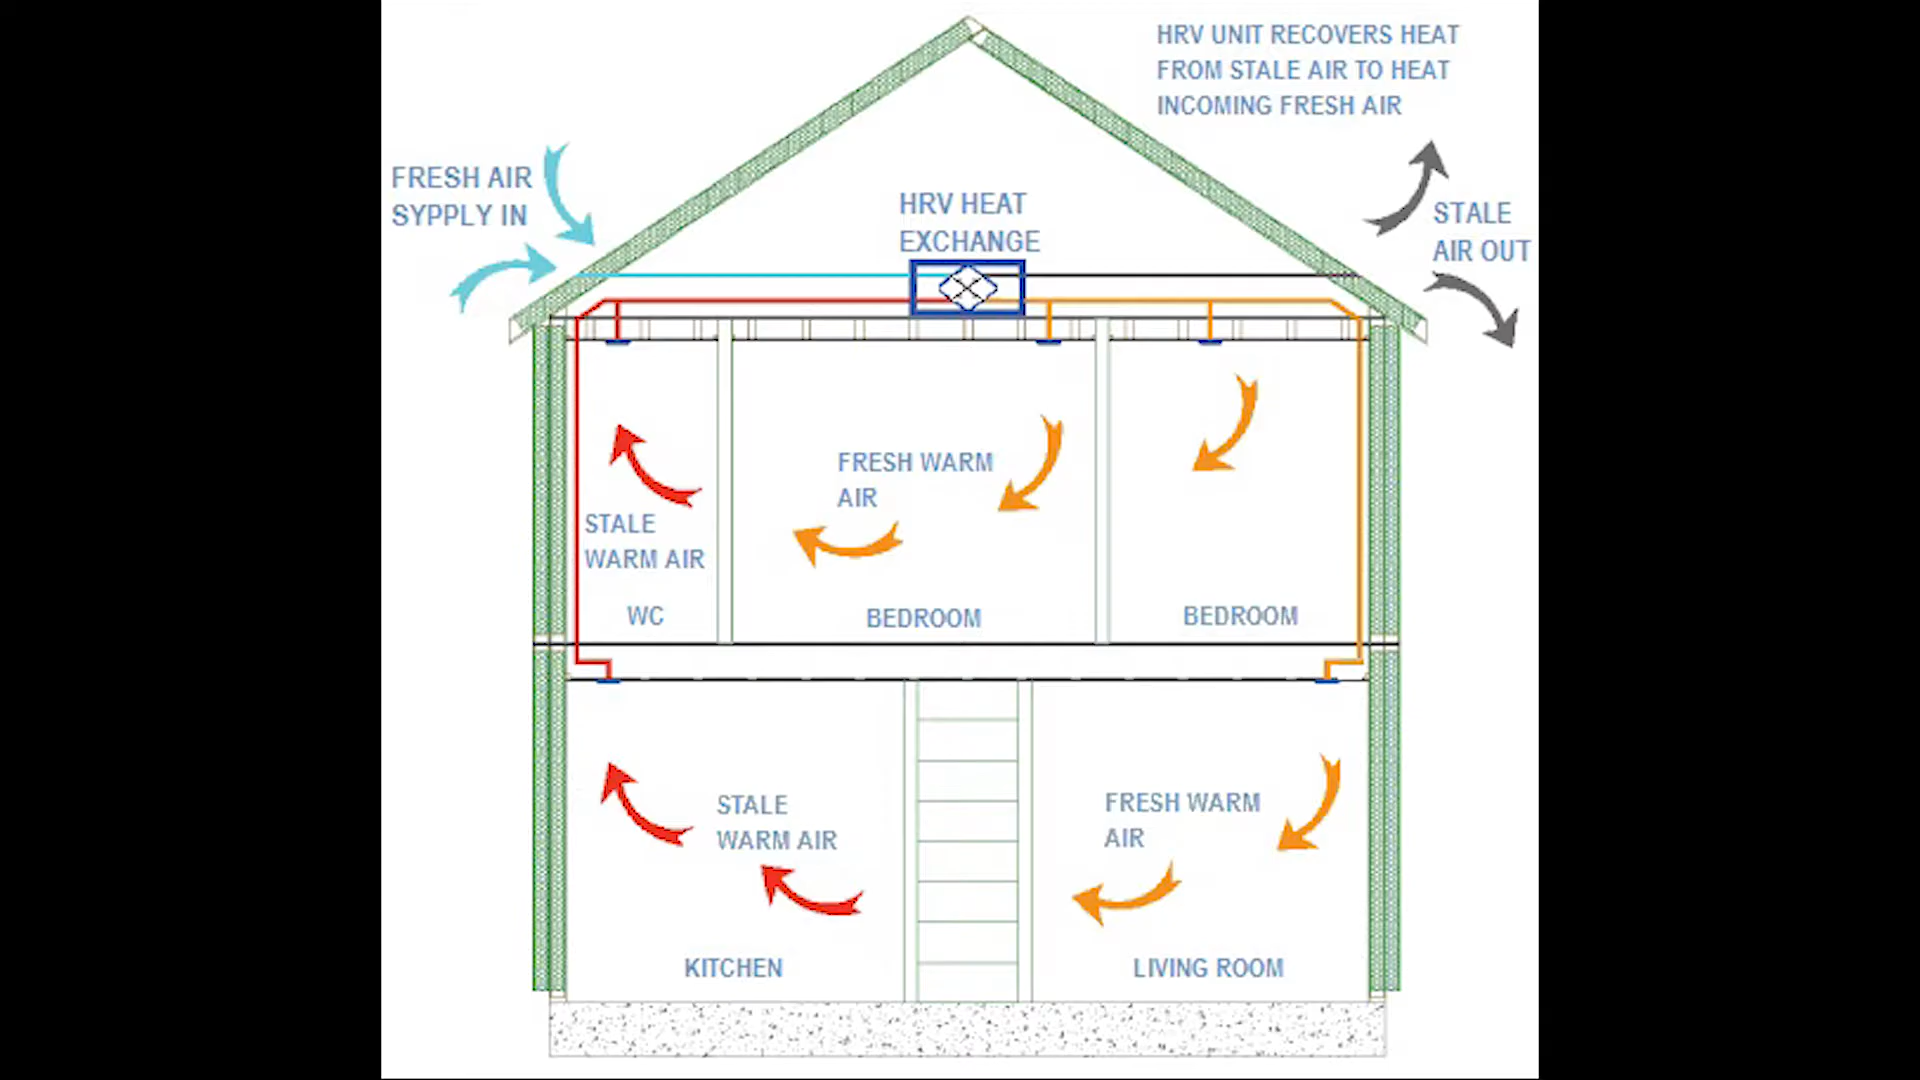 HRV UNIT RECOVERS HEAT
FROM STALE AIR TO HEAT
INCOMING FRESH AIR
FRESH AIR
SYPPLY IN
HRV HEAT
EXCHANGE
STALE
AIR OUT
STALE
WARM AIR
WC
FRESH WARM
AIR
BEDROOM
BEDROOM
STALE
WARM AIR
KITCHEN
FRESH WARM
AIR
LIVING ROOM